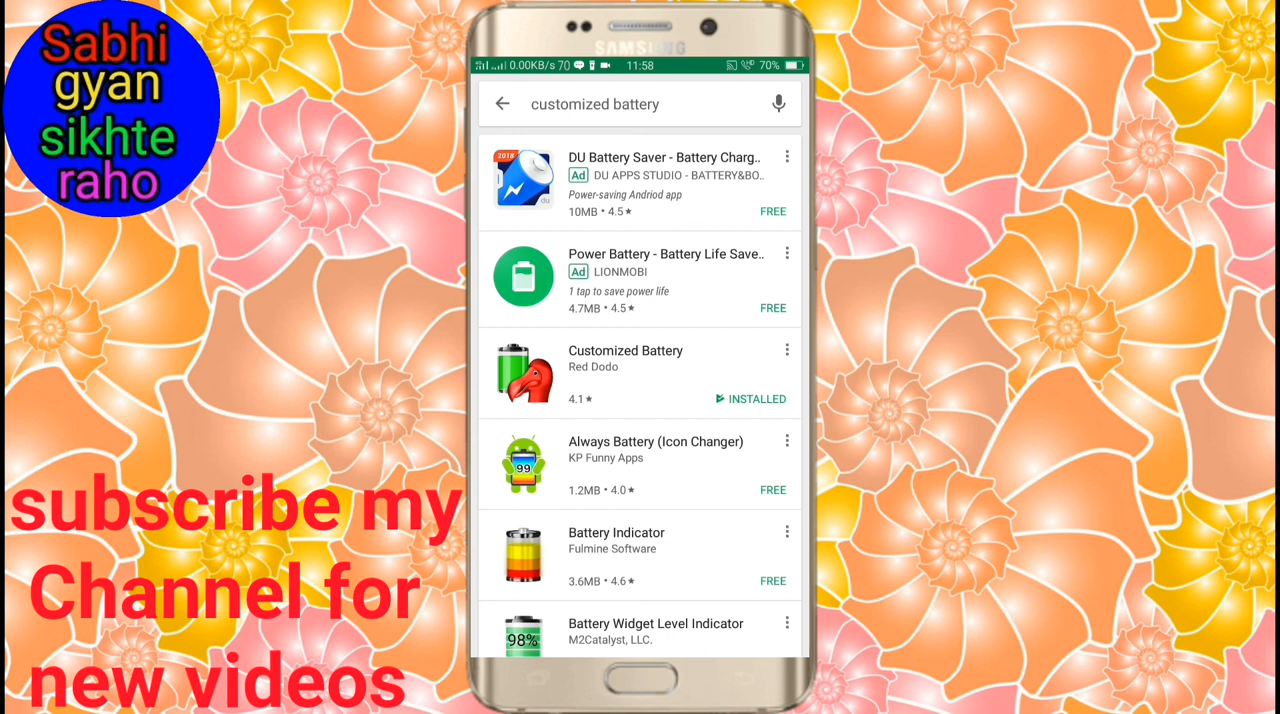 Sabhi
gyan
sikhte
raho
subscribe my
Channel for
new videos
SAMSUNG
0.00KB/s 70 11:58 70%
customized battery
2018
du
DU Battery Saver - Battery Charg..
Ad DU APPS STUDIO - BATTERY&BO..
Power-saving Andriod app
10MB • 4.5★ FREE
Power Battery - Battery Life Save..
Ad LIONMOBI
1 tap to save power life
4.7MB • 4.5★ FREE
Customized Battery
Red Dodo
4.1★ INSTALLED
99
Always Battery (Icon Changer)
KP Funny Apps
1.2MB • 4.0★ FREE
Battery Indicator
Fulmine Software
3.6MB • 4.6★ FREE
98%
Battery Widget Level Indicator
M2Catalyst, LLC.